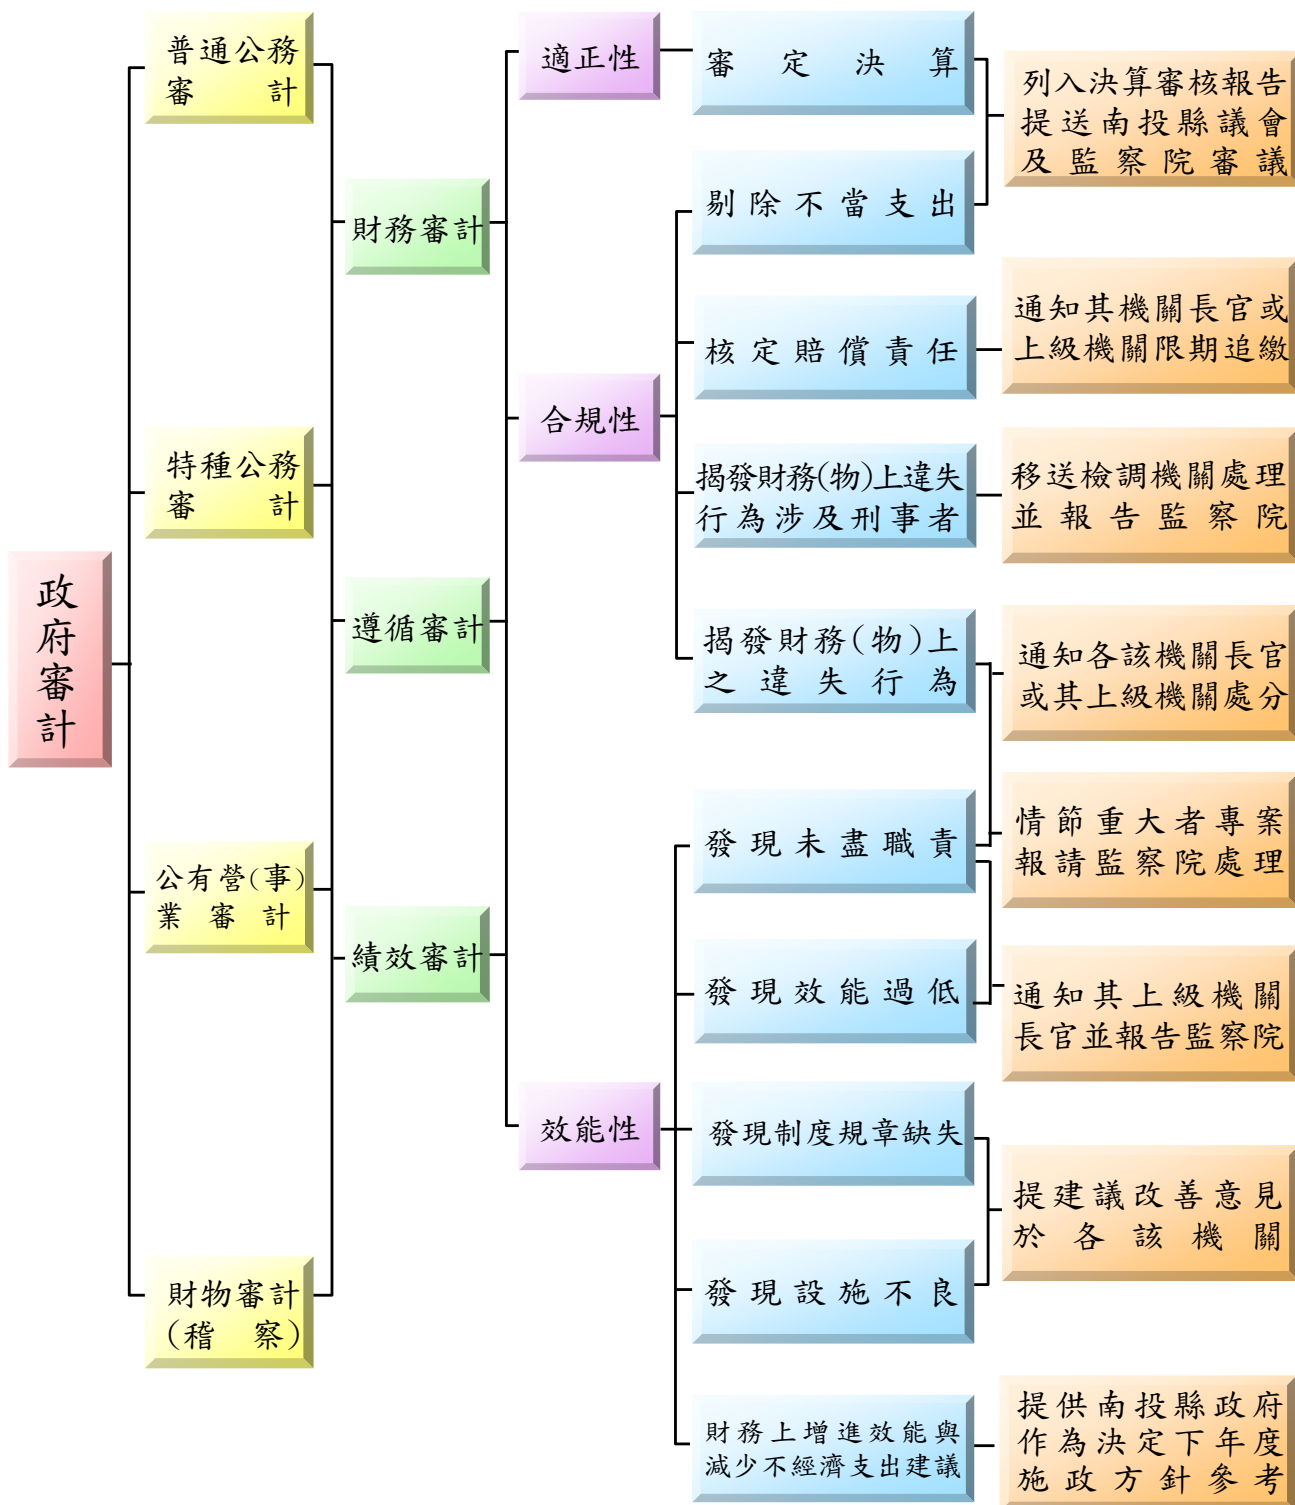 政府審計
普通公務
審計
特種公務
審計
公有營(事)
業審計
財物審計
(稽察)
財務審計
遵循審計
績效審計
適正性
合規性
效能性
審定決算
剔除不當支出
核定賠償責任
揭發財務(物)上違失
行為涉及刑事者
揭發財務(物)上
之違失行為
發現未盡職責
發現效能過低
發現制度規章缺失
發現設施不良
財務上增進效能與
減少不經濟支出建議
列入決算審核報告
提送南投縣議會
及監察院審議
通知其機關長官或
上級機關限期追繳
移送檢調機關處理
並報告監察院
通知各該機關長官
或其上級機關處分
情節重大者專案
報請監察院處理
通知其上級機關
長官並報告監察院
提建議改善意見
於各該機關
提供南投縣政府
作為決定下年度
施政方針參考